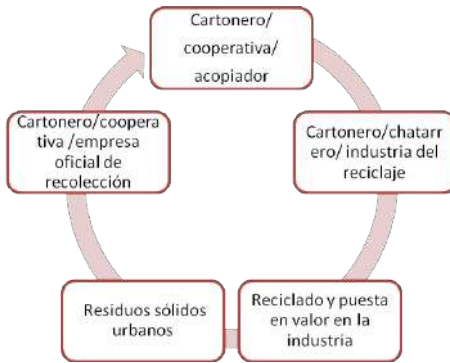 Cartonero/
cooperativa/
acopiador
Cartonero/chatarr
ero/ industria del
reciclaje
Reciclado y puesta
en valor en la
industria
Residuos sólidos
urbanos
Cartonero/coopera
tiva /empresa
oficial de
recolección